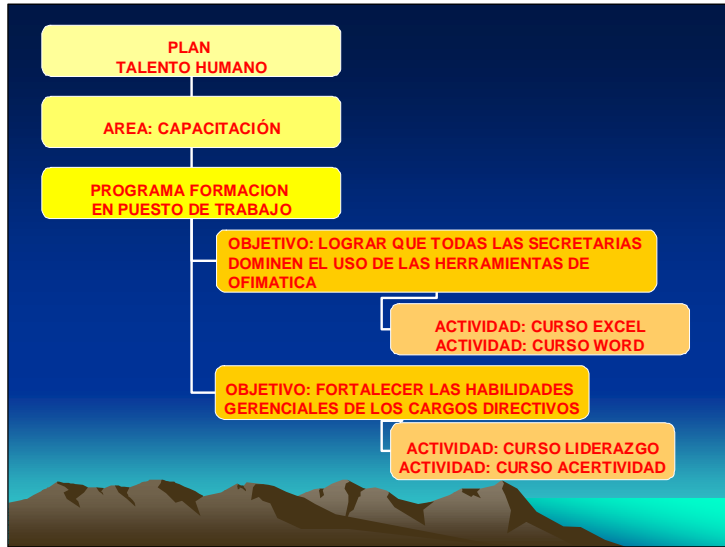 PLAN
TALENTO HUMANO
AREA: CAPACITACIÓN
PROGRAMA FORMACION
EN PUESTO DE TRABAJO
OBJETIVO: LOGRAR QUE TODAS LAS SECRETARIAS
DOMINEN EL USO DE LAS HERRAMIENTAS DE
OFIMATICA
ACTIVIDAD: CURSO EXCEL
ACTIVIDAD: CURSO WORD
OBJETIVO: FORTALECER LAS HABILIDADES
GERENCIALES DE LOS CARGOS DIRECTIVOS
ACTIVIDAD: CURSO LIDERAZGO
ACTIVIDAD: CURSO ACERTIVIDAD